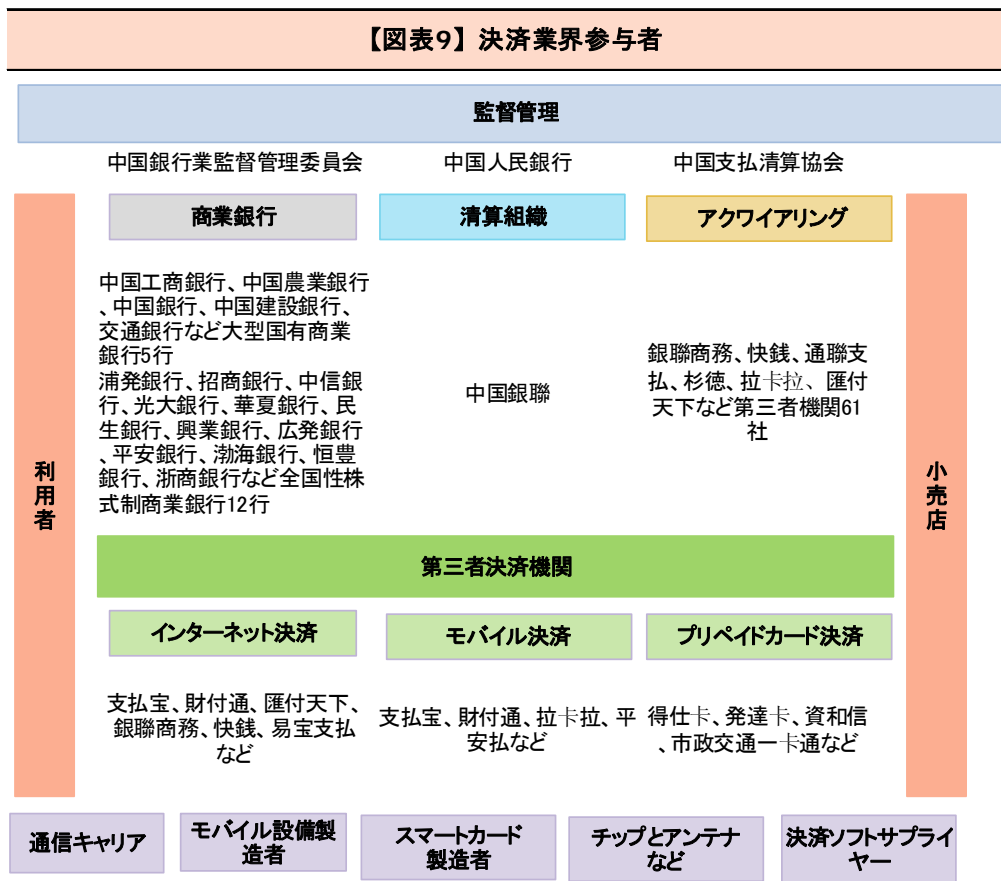 【図表9】決済業界参与者
監督管理
中国銀行業監督管理委員会
中国人民銀行
中国支払清算協会
利用者
商業銀行
中国工商銀行、中国農業銀行
、中国銀行、中国建設銀行、
交通銀行など大型国有商業
銀行5行
浦発銀行、招商銀行、中信銀
行、光大銀行、華夏銀行、民
生銀行、興業銀行、広発銀行
、平安銀行、渤海銀行、恒豊
銀行、浙商銀行など全国性株
式制商業銀行12行
清算組織
中国銀聯
アクワイアリング
銀聯商務、快銭、通聯支
払、杉徳、拉卡拉、匯付
天下など第三者機関61
社
小売店
第三者決済機関
インターネット決済
支払宝、財付通、匯付天下、
銀聯商務、快銭、易宝支払
など
モバイル決済
支払宝、財付通、拉卡拉、平
安払など
プリペイドカード決済
得仕卡、発達卡、資和信
、市政交通一卡通など
通信キャリア
モバイル設備製
造者
スマートカード
製造者
チップとアンテナ
など
決済ソフトサプライ
ヤー